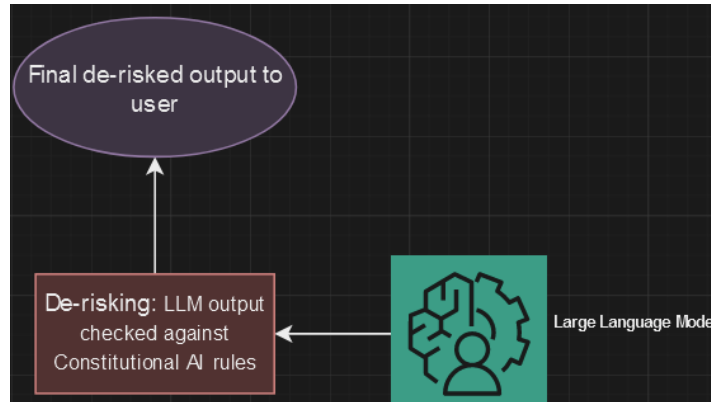 Final de-risked output to
user
De-risking: LLM output
checked against
Constitutional AI rules
Large Language Mode